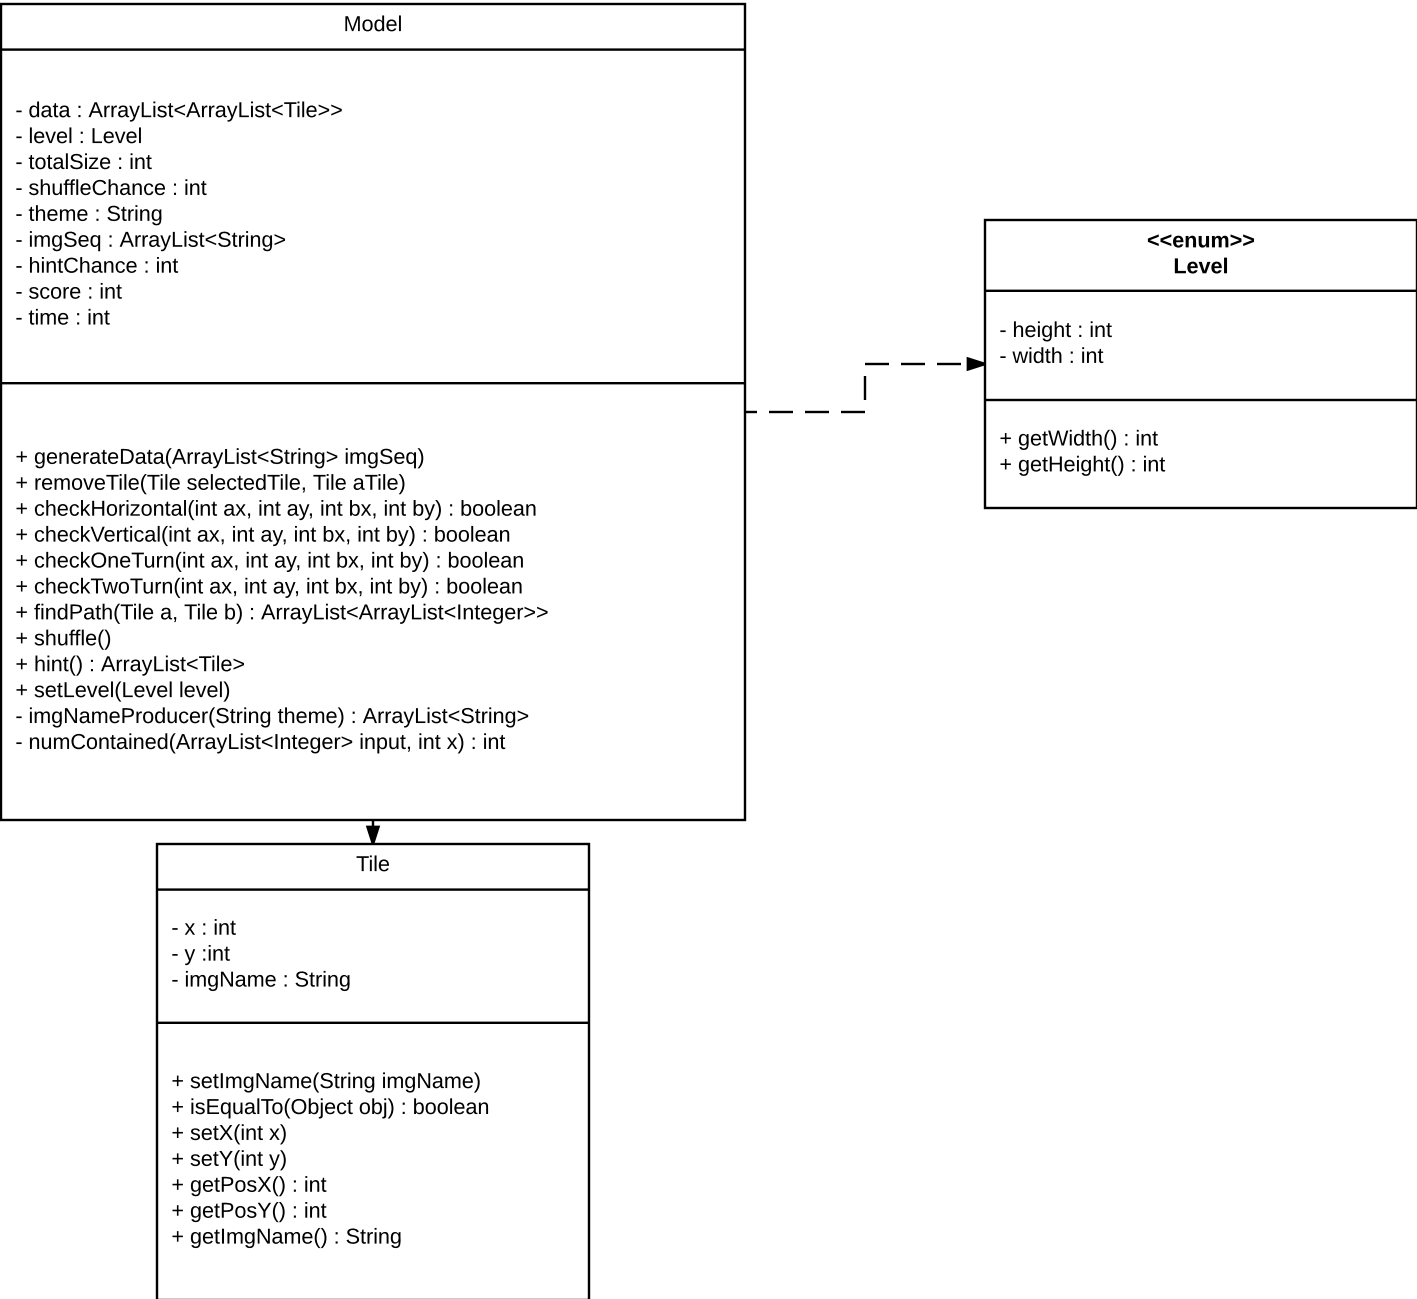 Model
- data : ArrayList<ArrayList<Tile>>
- level : Level
- totalSize : int
- shuffleChance : int
- theme : String
- imgSeq : ArrayList<String>
- hintChance : int
- score : int
- time : int
+ generateData(ArrayList<String> imgSeq)
+ removeTile(Tile selectedTile, Tile aTile)
+ checkHorizontal(int ax, int ay, int bx, int by) : boolean
+ checkVertical(int ax, int ay, int bx, int by) : boolean
+ checkOneTurn(int ax, int ay, int bx, int by) : boolean
+ checkTwoTurn(int ax, int ay, int bx, int by) : boolean
+ findPath(Tile a, Tile b) : ArrayList<ArrayList<Integer>>
+ shuffle()
+ hint() : ArrayList<Tile>
+ setLevel(Level level)
- imgNameProducer(String theme) : ArrayList<String>
- numContained(ArrayList<Integer> input, int x) : int
<<enum>>
Level
- height : int
- width : int
+ getWidth() : int
+ getHeight() : int
Tile
- x : int
- y :int
- imgName : String
+ setImgName(String imgName)
+ isEqualTo(Object obj) : boolean
+ setX(int x)
+ setY(int y)
+ getPosX() : int
+ getPosY() : int
+ getImgName() : String